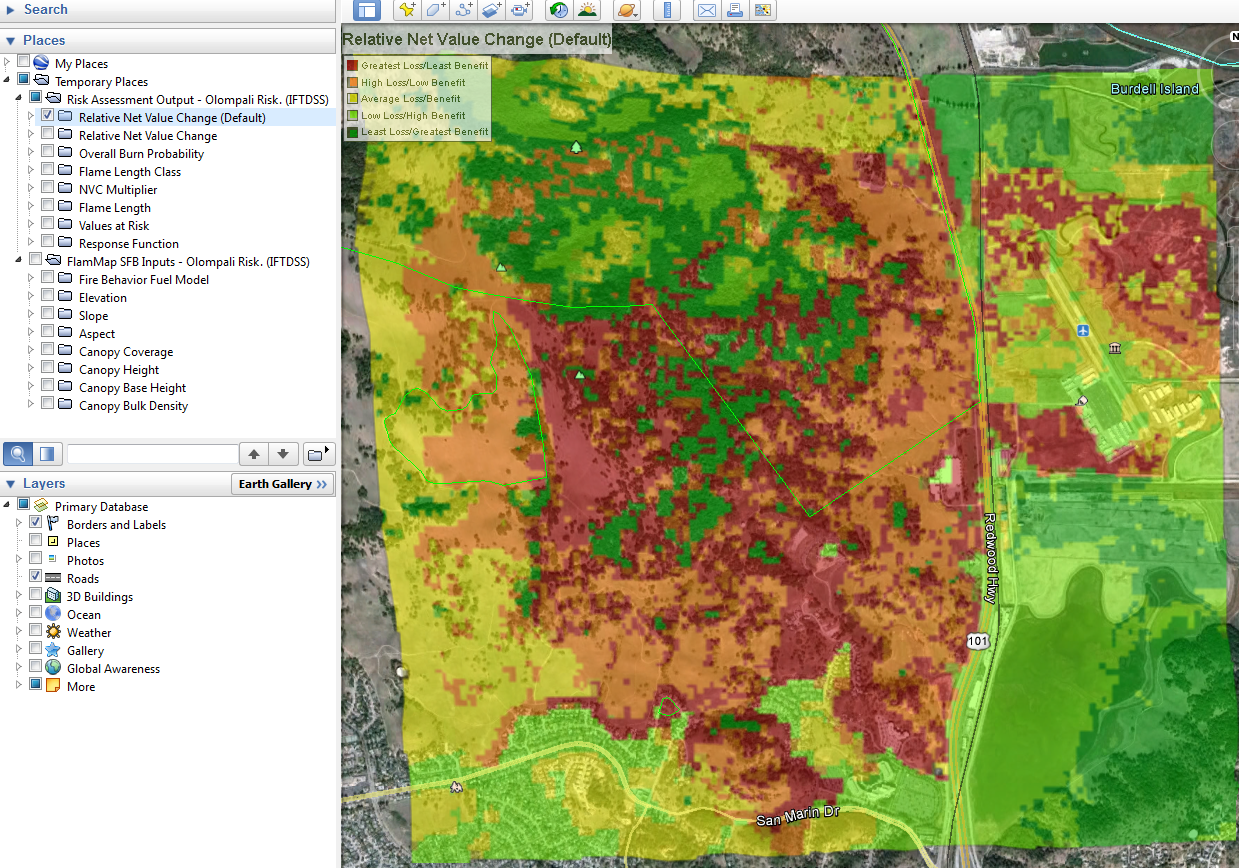 Search
Places
My Places
Temporary Places
Risk Assessment Output - Olompali Risk. (IFTDSS)
Relative Net Value Change (Default)
Relative Net Value Change
Overall Burn Probability
Flame Length Class
NVC Multiplier
Flame Length
Values at Risk
Response Function
FlamMap SFB Inputs - Olompali Risk. (IFTDSS)
Fire Behavior Fuel Model
Elevation
Slope
Aspect
Canopy Coverage
Canopy Height
Canopy Base Height
Canopy Bulk Density
Layers
Earth Gallery >>
Primary Database
Borders and Labels
Places
Photos
Roads
3D Buildings
Ocean
Weather
Gallery
Global Awareness
More
Relative Net Value Change (Default)
Greatest Loss/Least Benefit
High Loss/Low Benefit
Average Loss/Benefit
Low Loss/High Benefit
Least Loss/Greatest Benefit
N
Burdell Island
Redwood Hwy
101
San Marin Dr